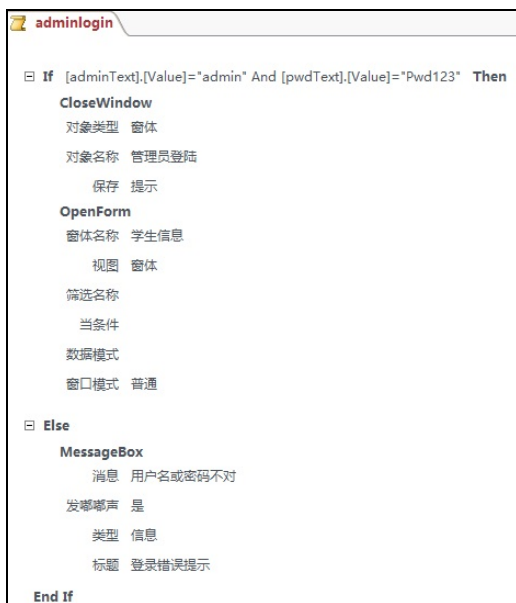 adminlogin
If [adminText].[Value]="admin" And [pwdText].[Value]="Pwd123" Then
CloseWindow
对象类型 窗体
对象名称 管理员登陆
保存 提示
OpenForm
窗体名称 学生信息
视图 窗体
筛选名称
当条件
数据模式
窗口模式 普通
Else
MessageBox
消息 用户名或密码不对
发嘟嘟声 是
类型 信息
标题 登录错误提示
End If